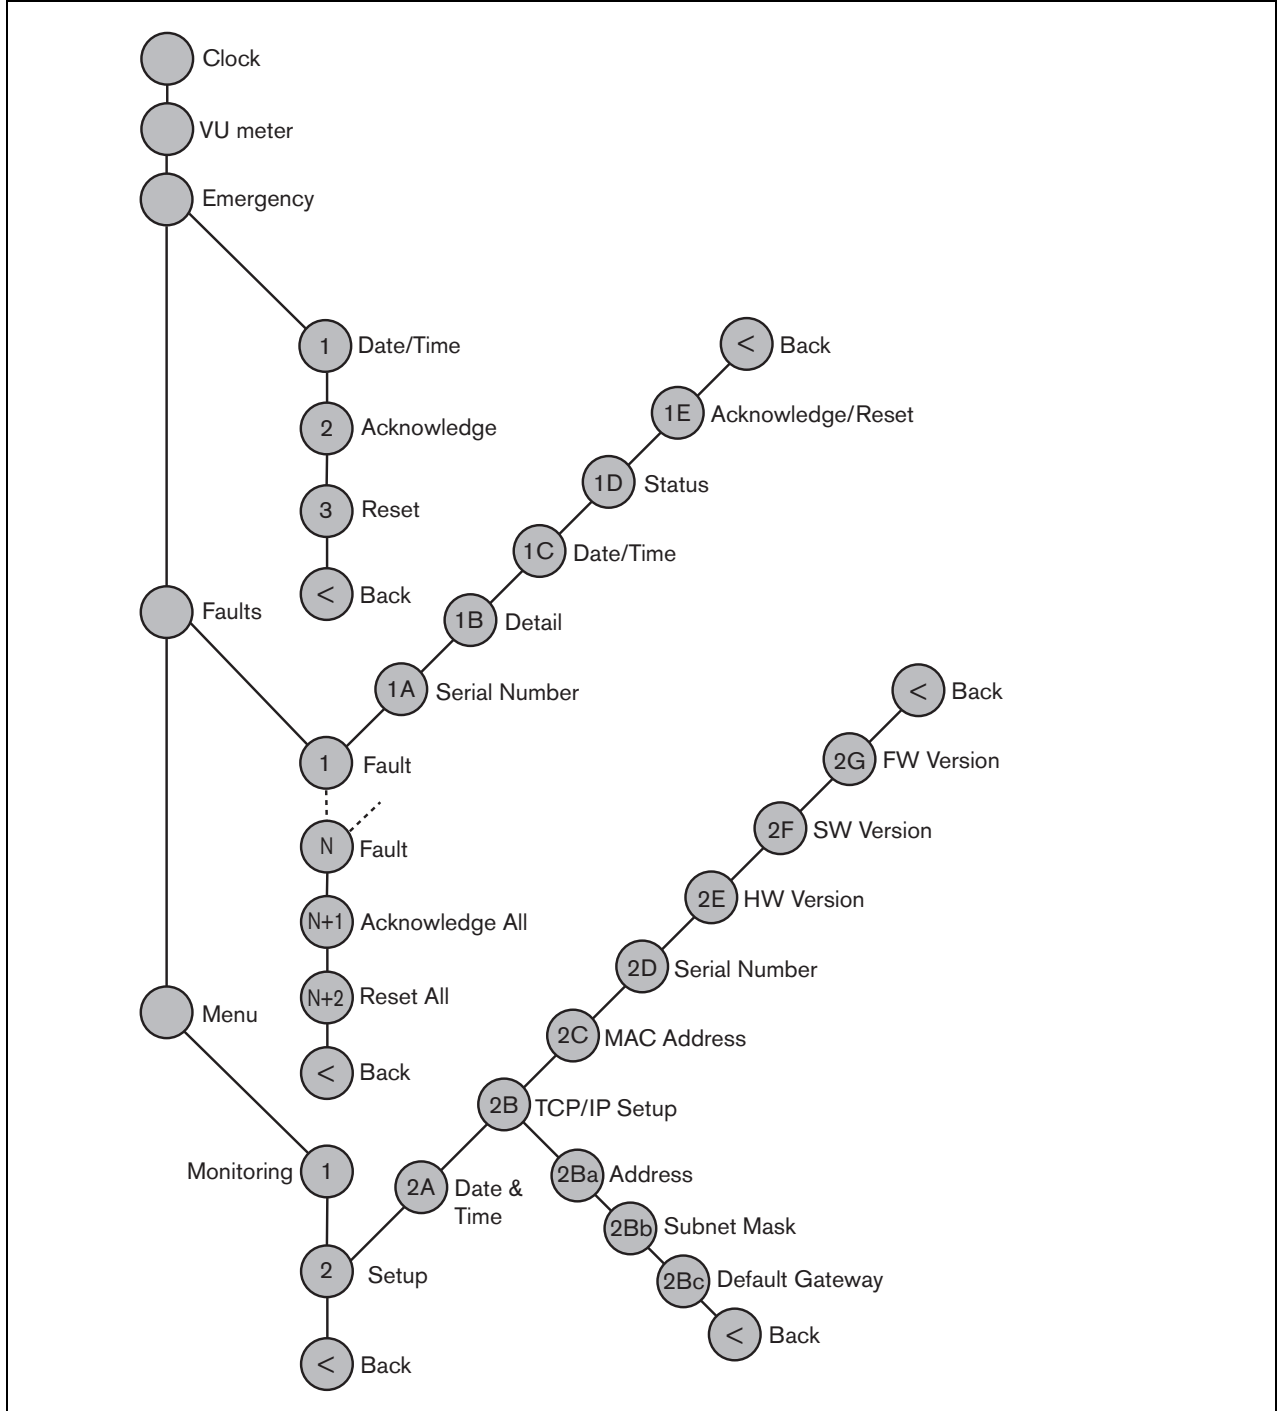 Clock
VU meter
Emergency
1 Date/Time
2 Acknowledge
3 Reset
< Back
Faults
< Back
1E Acknowledge/Reset
1D Status
1C Date/Time
1B Detail
1A Serial Number
1 Fault
N Fault
N+1 Acknowledge All
N+2 Reset All
< Back
Menu
Monitoring 1
2 Setup
< Back
< Back
2G FW Version
2F SW Version
2E HW Version
2D Serial Number
2C MAC Address
2B TCP/IP Setup
2A Date &
Time
2Ba Address
2Bb Subnet Mask
2Bc Default Gateway
< Back